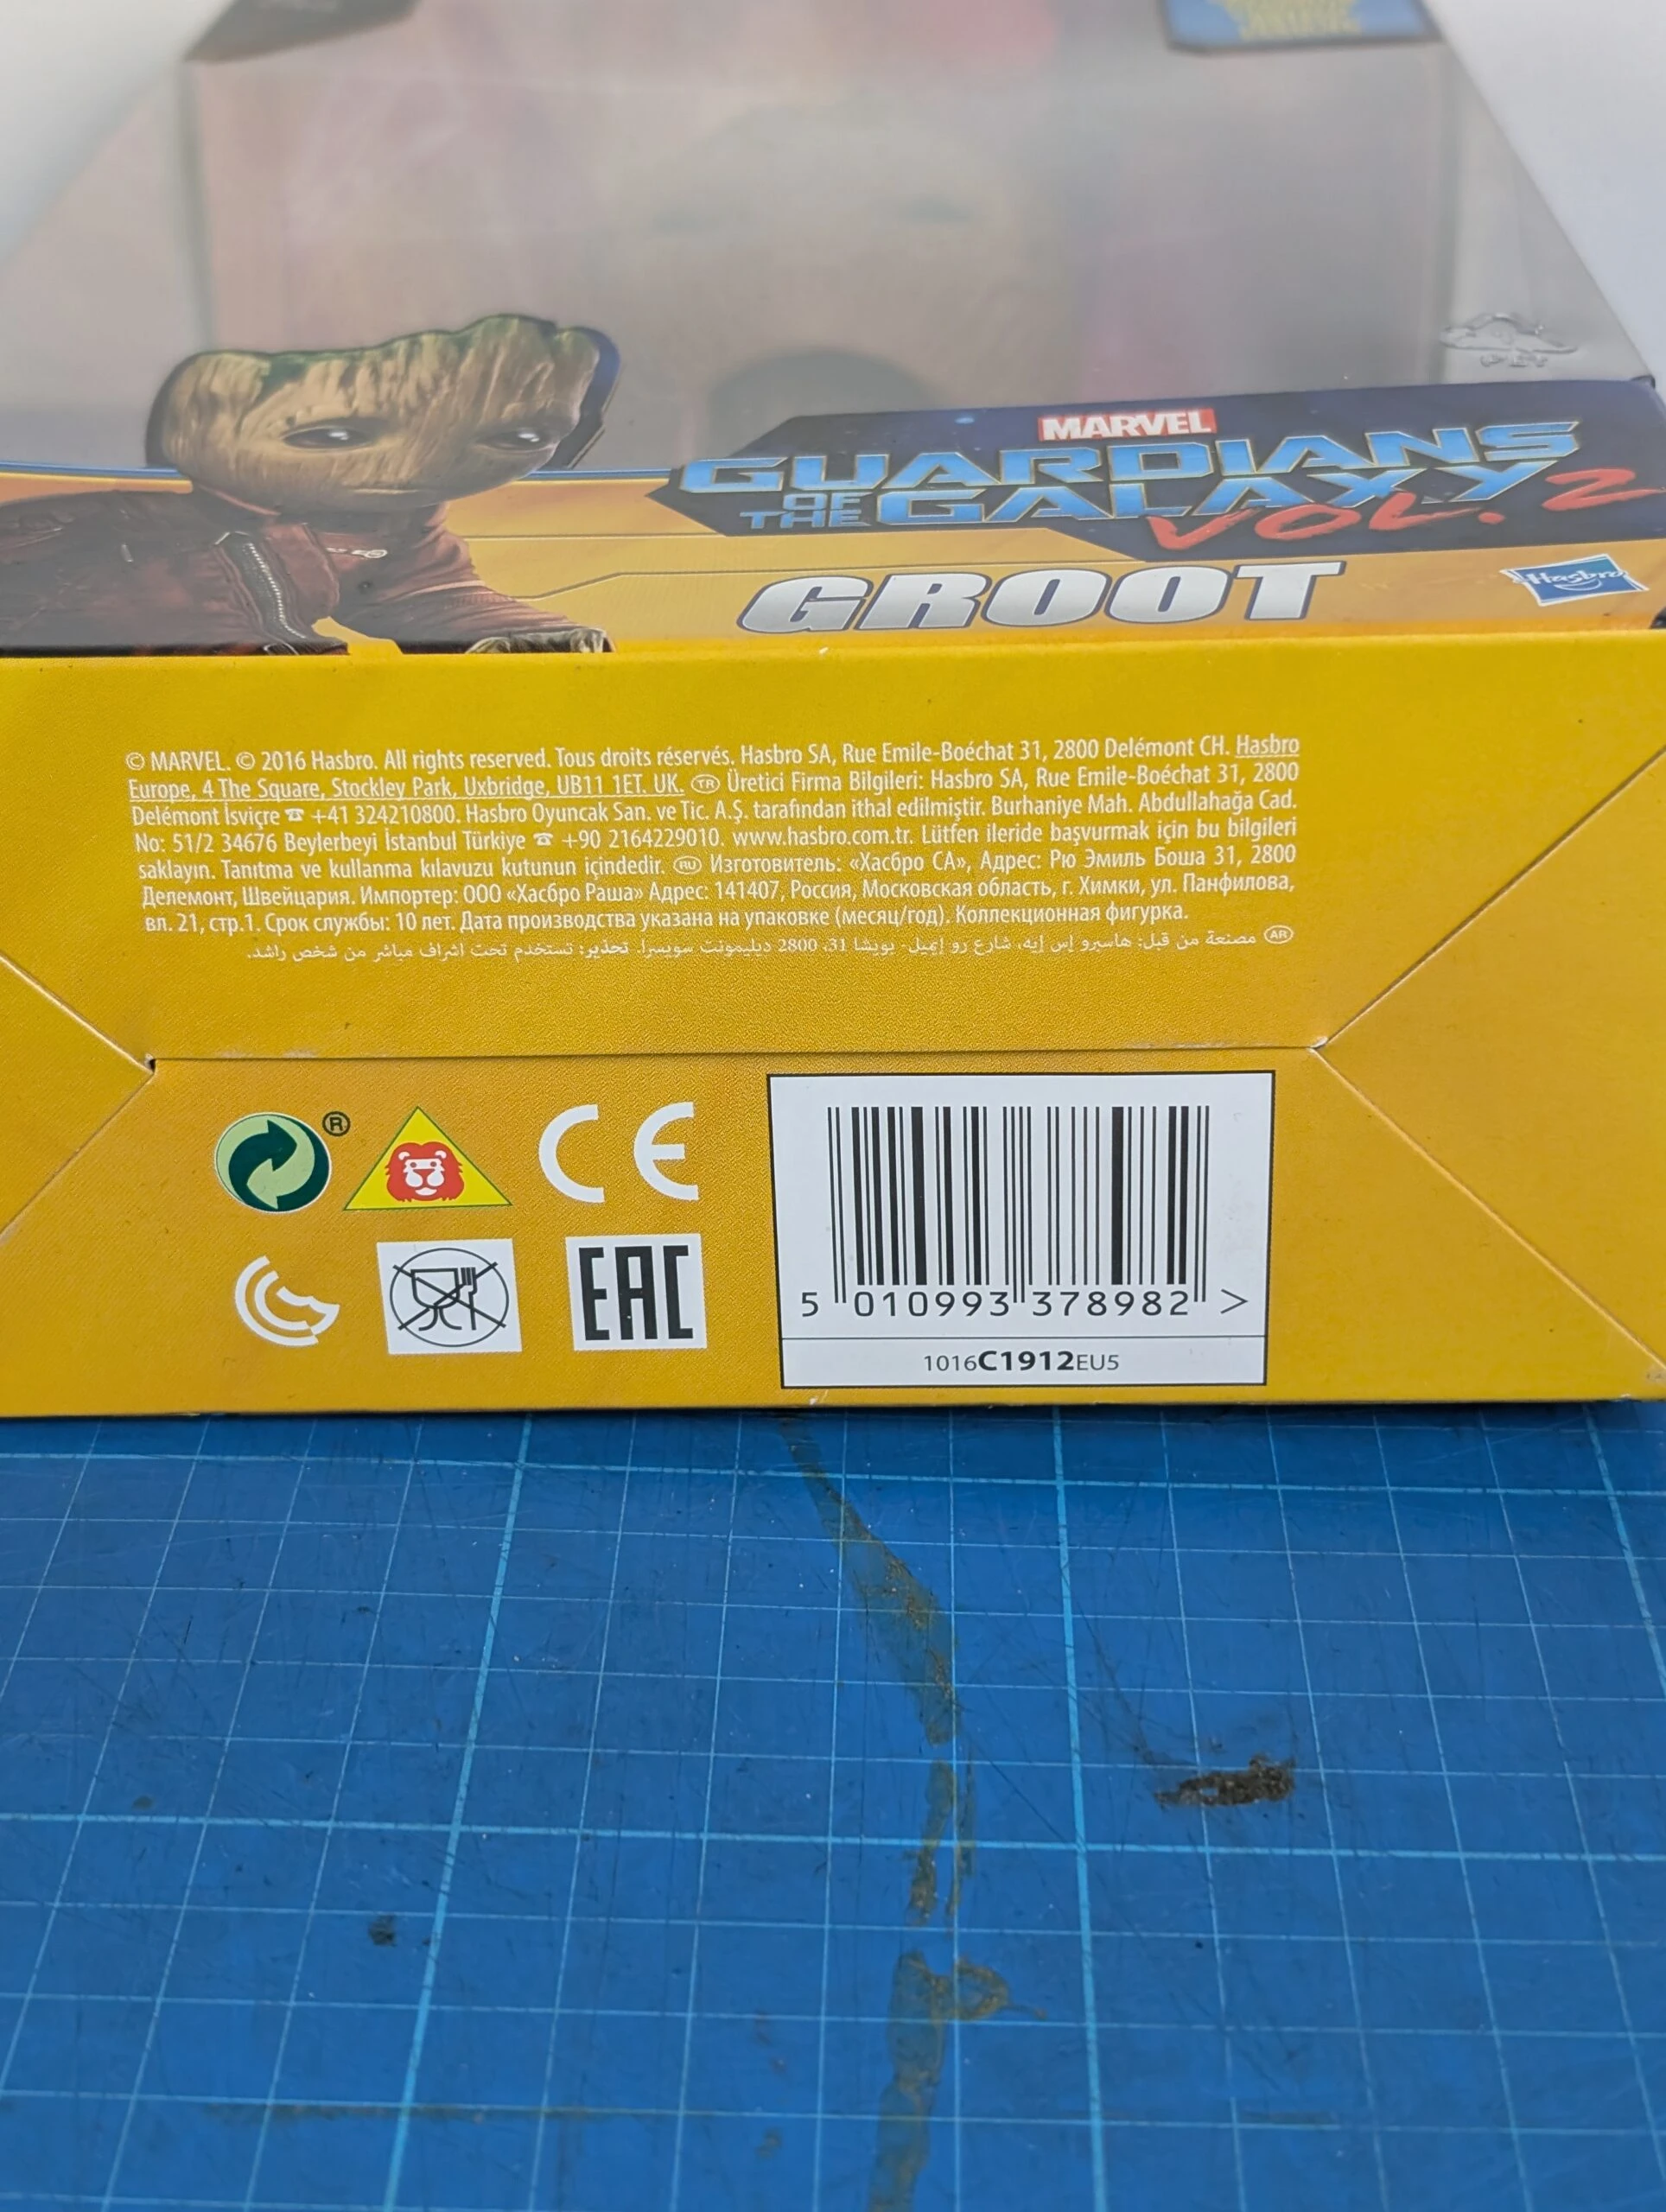 MARVEL
GUARDIANS
OF THE GALAXY
VOL. 2
GROOT
Hasbro
© MARVEL. © 2016 Hasbro. All rights reserved. Tous droits réservés. Hasbro SA, Rue Emile-Boéchat 31, 2800 Delémont CH. Hasbro
Europe, 4 The Square, Stockley Park, Uxbridge, UB11 1ET. UK. TR Üretici Firma Bilgileri: Hasbro SA, Rue Emile-Boéchat 31, 2800
Delémont İsviçre ☎ +41 324210800. Hasbro Oyuncak San. ve Tic. A.Ş. tarafından ithal edilmiştir. Burhaniye Mah. Abdullahağa Cad.
No: 51/2 34676 Beylerbeyi İstanbul Türkiye ☎ +90 2164229010. www.hasbro.com.tr. Lütfen ileride başvurmak için bu bilgileri
saklayın. Tanıtma ve kullanma kılavuzu kutunun içindedir. RU Изготовитель: «Хасбро СА», Адрес: Рю Эмиль Боша 31, 2800
Делемонт, Швейцария. Импортер: ООО «Хасбро Раша» Адрес: 141407, Россия, Московская область, г. Химки, ул. Панфилова,
вл. 21, стр.1. Срок службы: 10 лет. Дата производства указана на упаковке (месяц/год). Коллекционная фигурка.
AR مصنعة من قبل: هاسبرو إس إيه، شارع رو إيميل- بويشا 31، 2800 ديليمونت سويسرا. تحذير: تستخدم تحت اشراف مباشر من شخص راشد.
® CE
EAC
5 010993 378982 >
1016C1912EU5